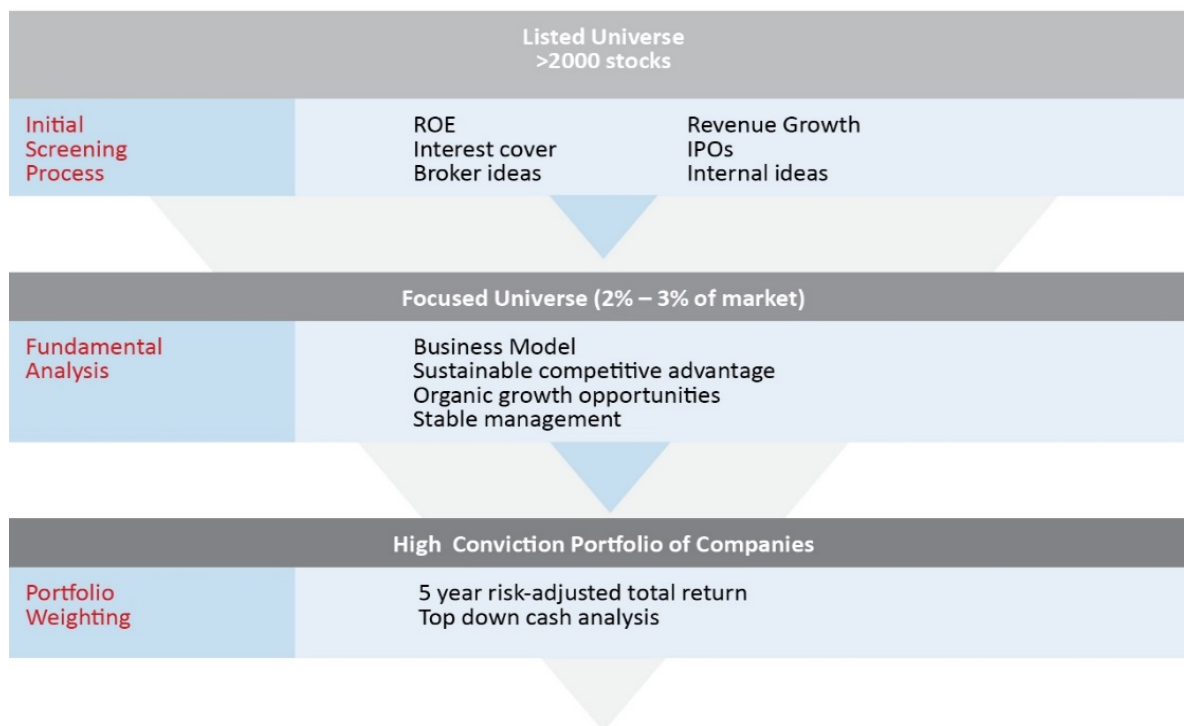 Listed Universe
>2000 stocks
Initial
Screening
Process
ROE
Interest cover
Broker ideas
Revenue Growth
IPOs
Internal ideas
Focused Universe (2% – 3% of market)
Fundamental
Analysis
Business Model
Sustainable competitive advantage
Organic growth opportunities
Stable management
High Conviction Portfolio of Companies
Portfolio
Weighting
5 year risk-adjusted total return
Top down cash analysis